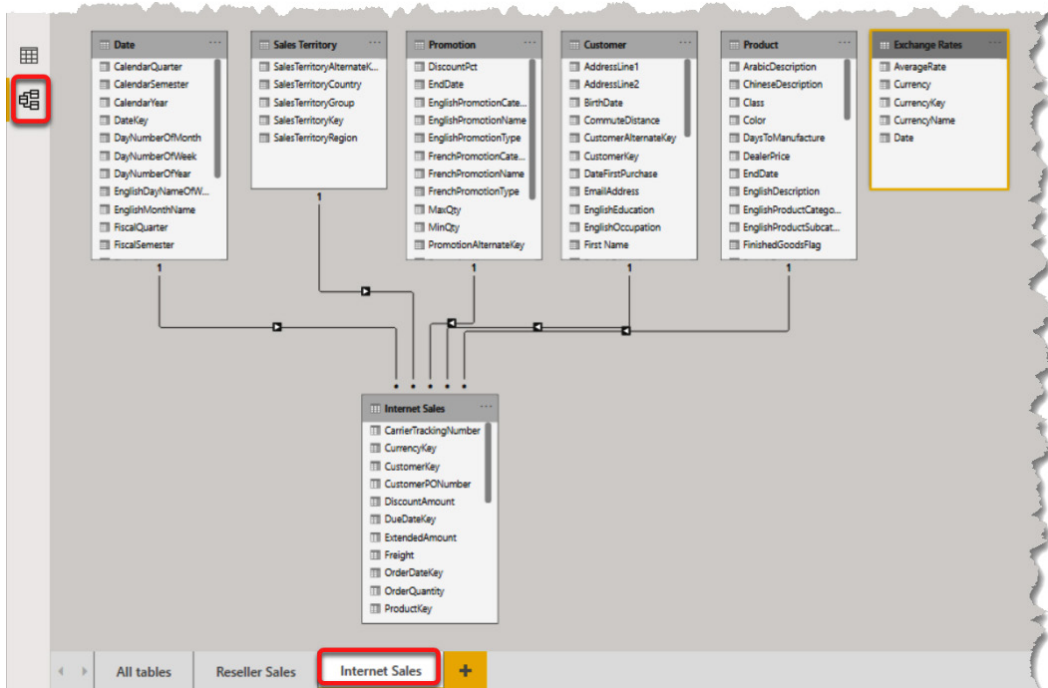 Date ...
CalendarQuarter
CalendarSemester
CalendarYear
DateKey
DayNumberOfMonth
DayNumberOfWeek
DayNumberOfYear
EnglishDayNameOfW...
EnglishMonthName
FiscalQuarter
FiscalSemester
Sales Territory ...
SalesTerritoryAlternateK...
SalesTerritoryCountry
SalesTerritoryGroup
SalesTerritoryKey
SalesTerritoryRegion
Promotion ...
DiscountPct
EndDate
EnglishPromotionCate...
EnglishPromotionName
EnglishPromotionType
FrenchPromotionCate...
FrenchPromotionName
FrenchPromotionType
MaxQty
MinQty
PromotionAlternateKey
Customer ...
AddressLine1
AddressLine2
BirthDate
CommuteDistance
CustomerAlternateKey
CustomerKey
DateFirstPurchase
EmailAddress
EnglishEducation
EnglishOccupation
First Name
Product ...
ArabicDescription
ChineseDescription
Class
Color
DaysToManufacture
DealerPrice
EndDate
EnglishDescription
EnglishProductCatego...
EnglishProductSubcat...
FinishedGoodsFlag
Exchange Rates ...
AverageRate
Currency
CurrencyKey
CurrencyName
Date
1
1
1
1
1
* * * * *
Internet Sales ...
CarrierTrackingNumber
CurrencyKey
CustomerKey
CustomerPONumber
DiscountAmount
DueDateKey
ExtendedAmount
Freight
OrderDateKey
OrderQuantity
ProductKey
All tables Reseller Sales Internet Sales +